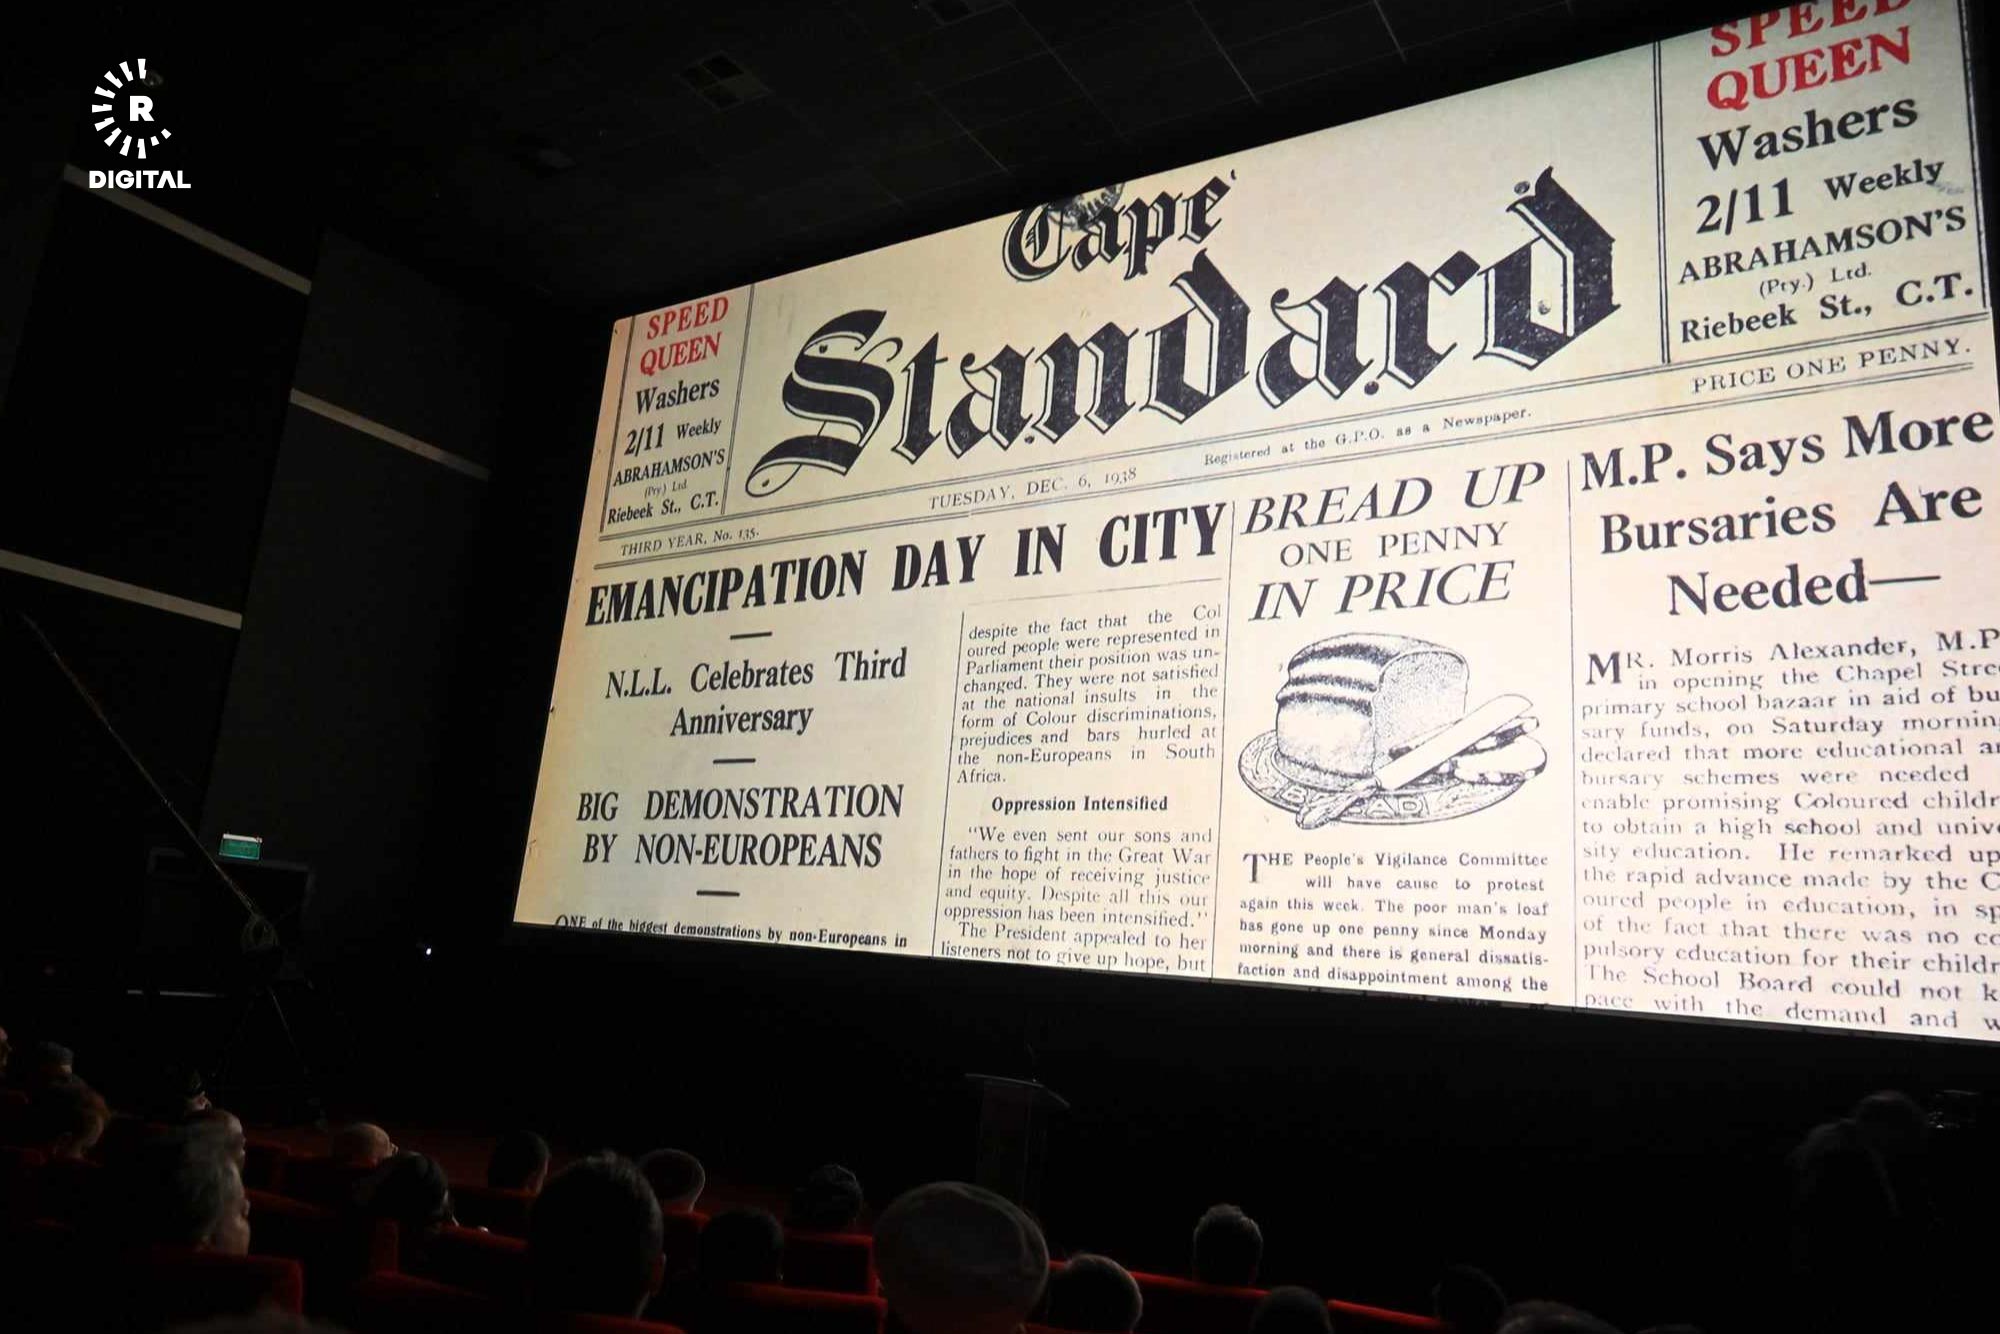 R
DIGITAL
SPEED
QUEEN
Washers
2/11 Weekly
ABRAHAMSON'S
(Pty.) Ltd.
Riebeek St., C.T.
Cape
Standard
SPEED
QUEEN
Washers
2/11 Weekly
ABRAHAMSON'S
(Pty.) Ltd.
Riebeek St., C.T.
THIRD YEAR, No. 135.
TUESDAY, DEC. 6, 1938
Registered at the G.P.O. as a Newspaper.
PRICE ONE PENNY.
EMANCIPATION DAY IN CITY
N.L.L. Celebrates Third
Anniversary
BIG DEMONSTRATION
BY NON-EUROPEANS
ONE of the biggest demonstrations by non-Europeans in
despite the fact that the Col
oured people were represented in
Parliament their position was un-
changed. They were not satisfied
at the national insults in the
form of Colour discriminations,
prejudices and bars hurled at
the non-Europeans in South
Africa.
Oppression Intensified
"We even sent our sons and
fathers to fight in the Great War
in the hope of receiving justice
and equity. Despite all this our
oppression has been intensified."
The President appealed to her
listeners not to give up hope, but
BREAD UP
ONE PENNY
IN PRICE
BREAD
THE People's Vigilance Committee
will have cause to protest
again this week. The poor man's loaf
has gone up one penny since Monday
morning and there is general dissatis-
faction and disappointment among the
M.P. Says More
Bursaries Are
Needed—
MR. Morris Alexander, M.P
in opening the Chapel Stre
primary school bazaar in aid of bu
sary funds, on Saturday mornin
declared that more educational a
bursary schemes were needed
enable promising Coloured childr
to obtain a high school and unive
sity education. He remarked up
the rapid advance made by the C
oured people in education, in sp
of the fact that there was no co
pulsory education for their childr
The School Board could not k
pace with the demand and w